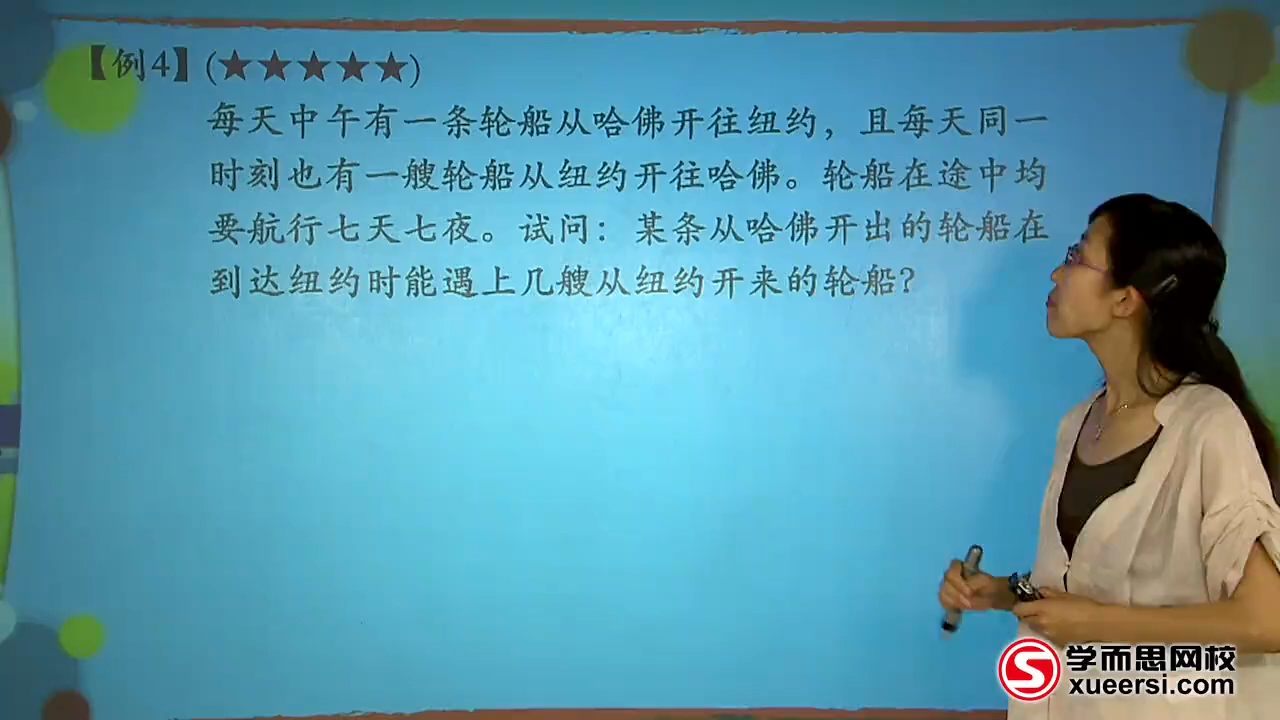 【例4】(★★★★★)
每天中午有一条轮船从哈佛开往纽约，且每天同一
时刻也有一艘轮船从纽约开往哈佛。轮船在途中均
要航行七天七夜。试问：某条从哈佛开出的轮船在
到达纽约时能遇上几艘从纽约开来的轮船？
学而思网校
xueersi.com